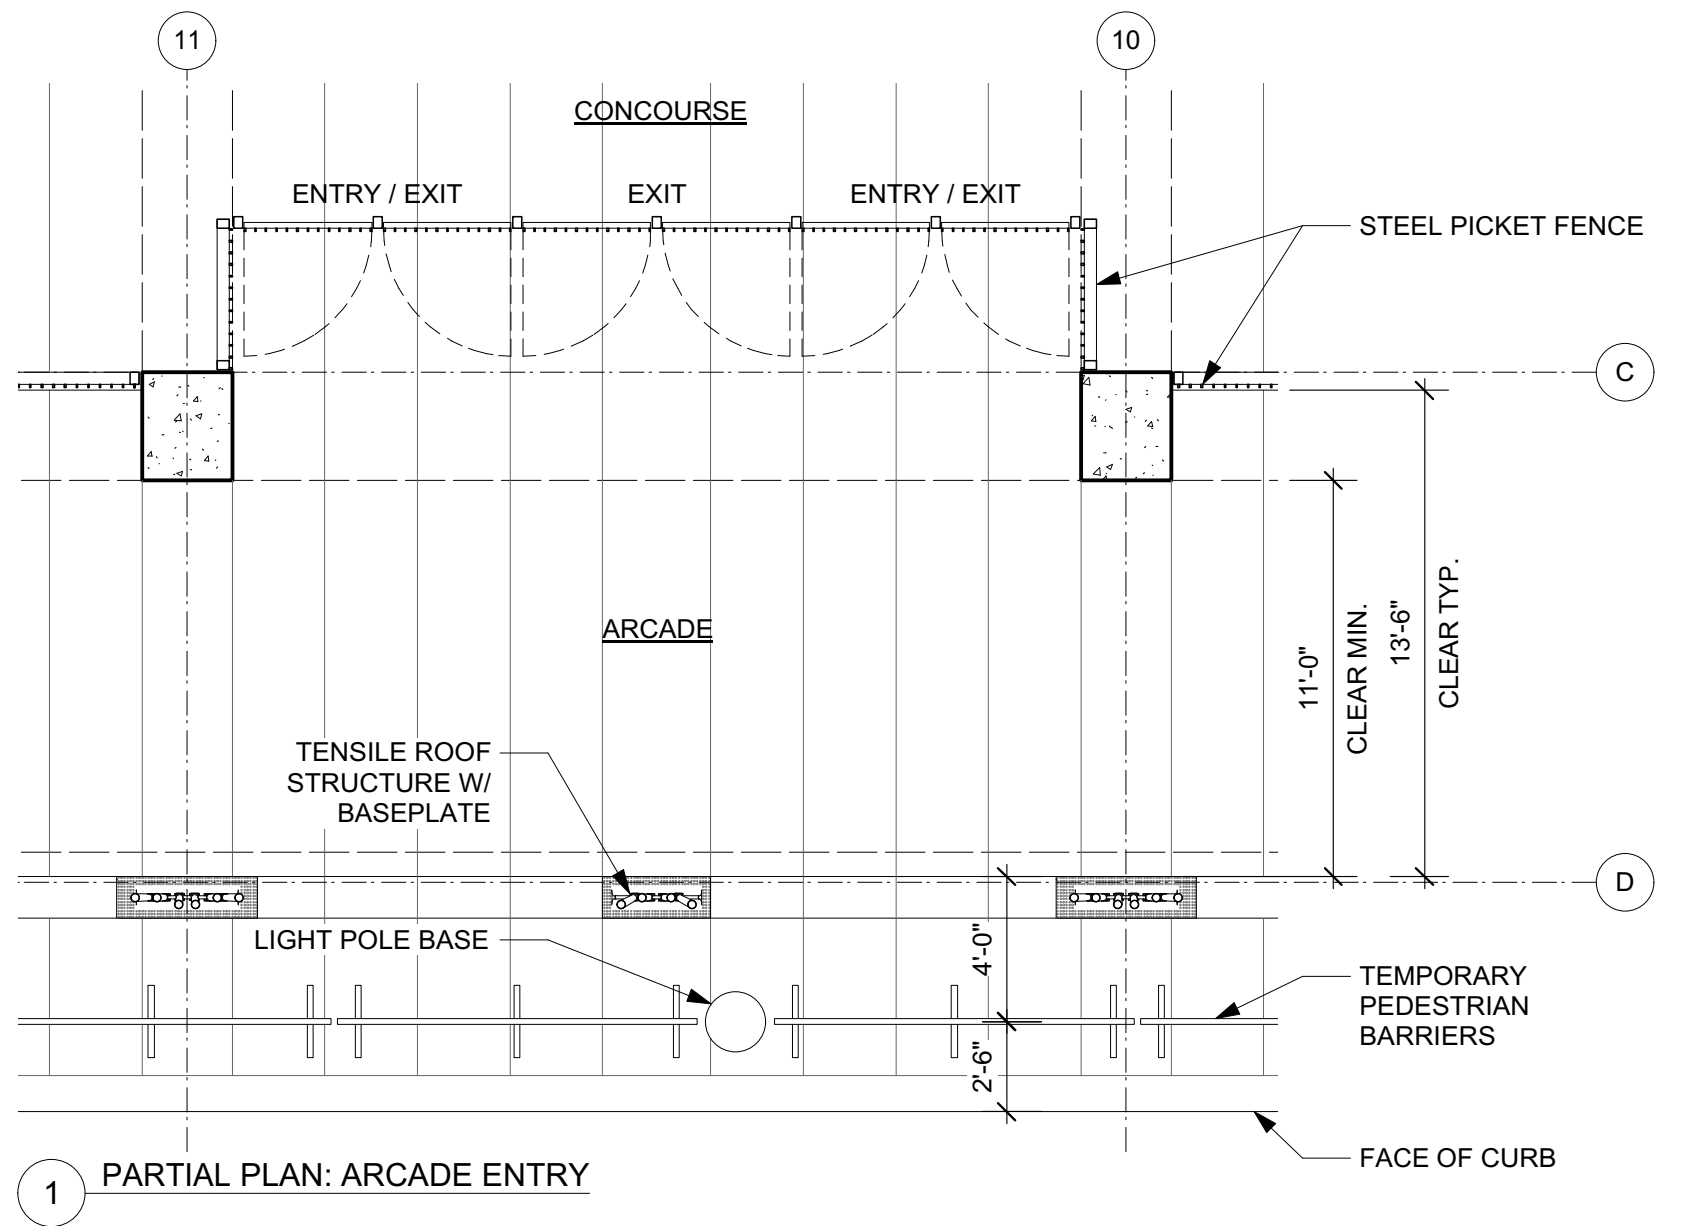 11
10
CONCOURSE
ENTRY / EXIT
EXIT
ENTRY / EXIT
STEEL PICKET FENCE
C
11'-0"
CLEAR MIN.
13'-6"
CLEAR TYP.
ARCADE
TENSILE ROOF
STRUCTURE W/
BASEPLATE
D
LIGHT POLE BASE
4'-0"
2'-6"
TEMPORARY
PEDESTRIAN
BARRIERS
FACE OF CURB
1
PARTIAL PLAN: ARCADE ENTRY